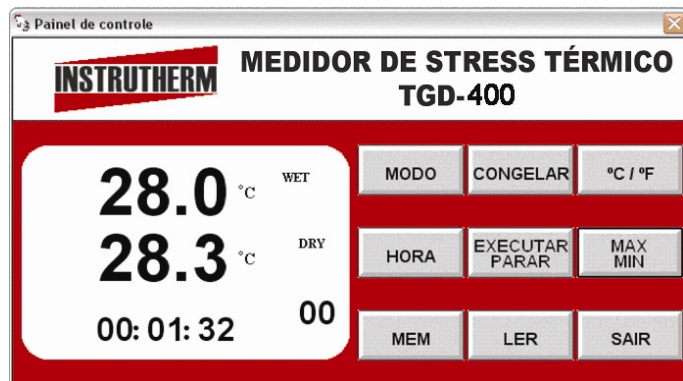 Painel de controle
INSTRUTHERM
MEDIDOR DE STRESS TÉRMICO
TGD-400
28.0 °C WET
28.3 °C DRY
00:01:32 00
MODO CONGELAR ºC / ºF
HORA EXECUTAR PARAR MAX MIN
MEM LER SAIR